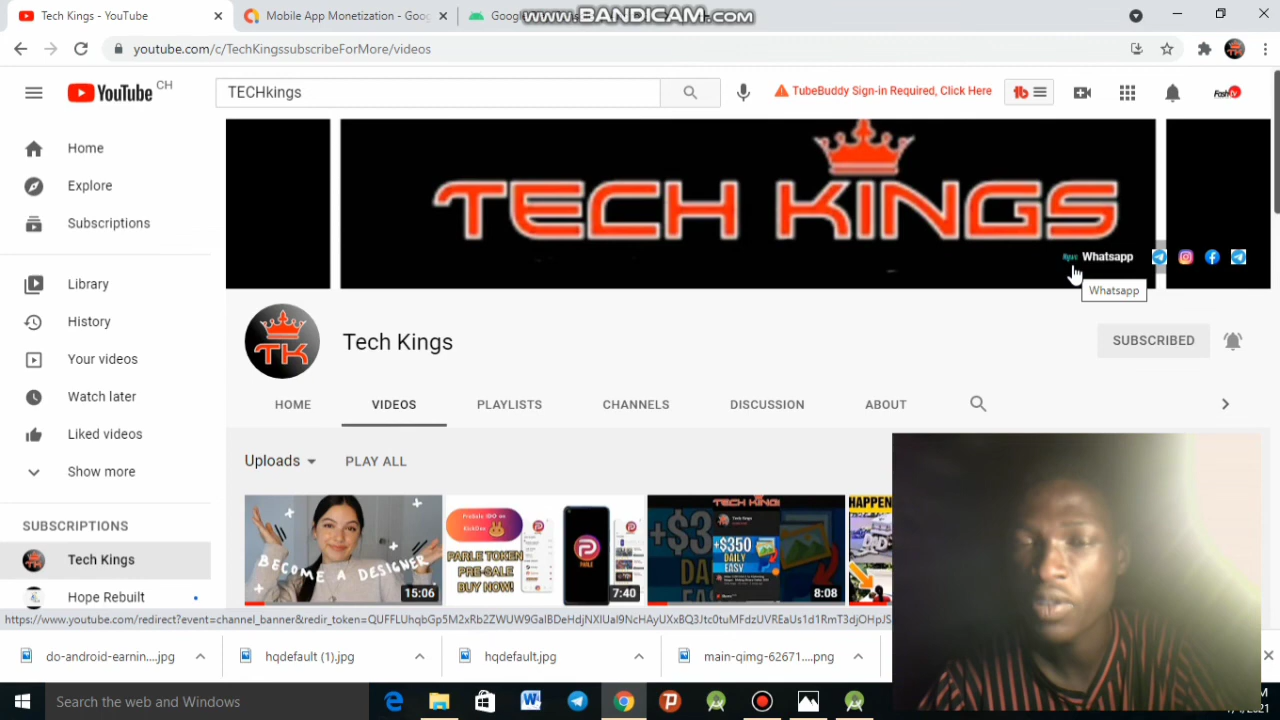 Tech Kings - YouTube
Mobile App Monetization - Goo
Goog
www.BANDICAM.com
youtube.com/c/TechKingssubscribeForMore/videos
YouTube CH
TECHkings
TubeBuddy Sign-in Required, Click Here
Home
Explore
Subscriptions
Library
History
Your videos
Watch later
Liked videos
Show more
SUBSCRIPTIONS
Tech Kings
Hope Rebuilt
TECH KINGS
Whatsapp
Whatsapp
TK
Tech Kings
SUBSCRIBED
HOME
VIDEOS
PLAYLISTS
CHANNELS
DISCUSSION
ABOUT
Uploads
PLAY ALL
BECOME A DESIGNER
15:06
PARLE TOKEN
PRE-SALE
BUY NOW!
7:40
TECH KINGS
+$350
DAILY
EASY
8:08
HAPPEN
https://www.youtube.com/redirect?event=channel_banner&redir_token=QUFFLUhqbGp5M2xRb2ZWUW9GalBDeHdjNXlUal9NcHAyUXxBQ3Jtc0tuMFdzUVREaUs1d1RmT3djOHpJS
do-android-earnin....jpg
hqdefault (1).jpg
hqdefault.jpg
main-qimg-62671....png
Search the web and Windows